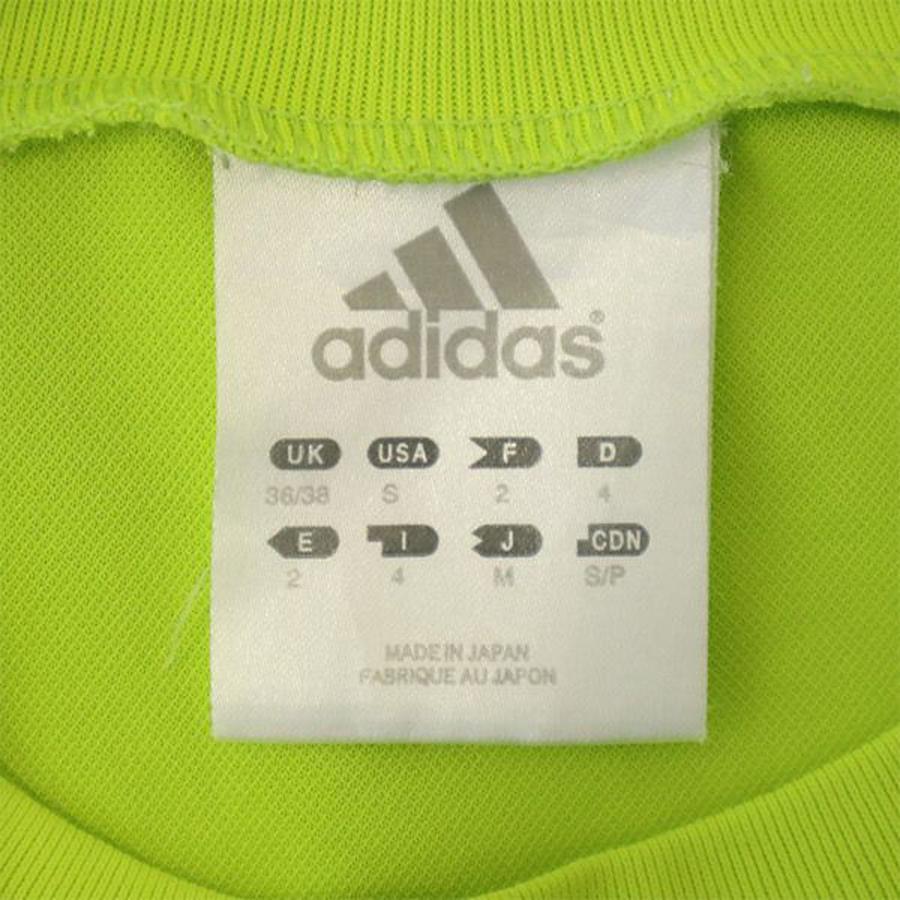 adidas®
UK USA F D
36/38 S 2 4
E I J CDN
2 4 M S/P
MADE IN JAPAN
FABRIQUE AU JAPON